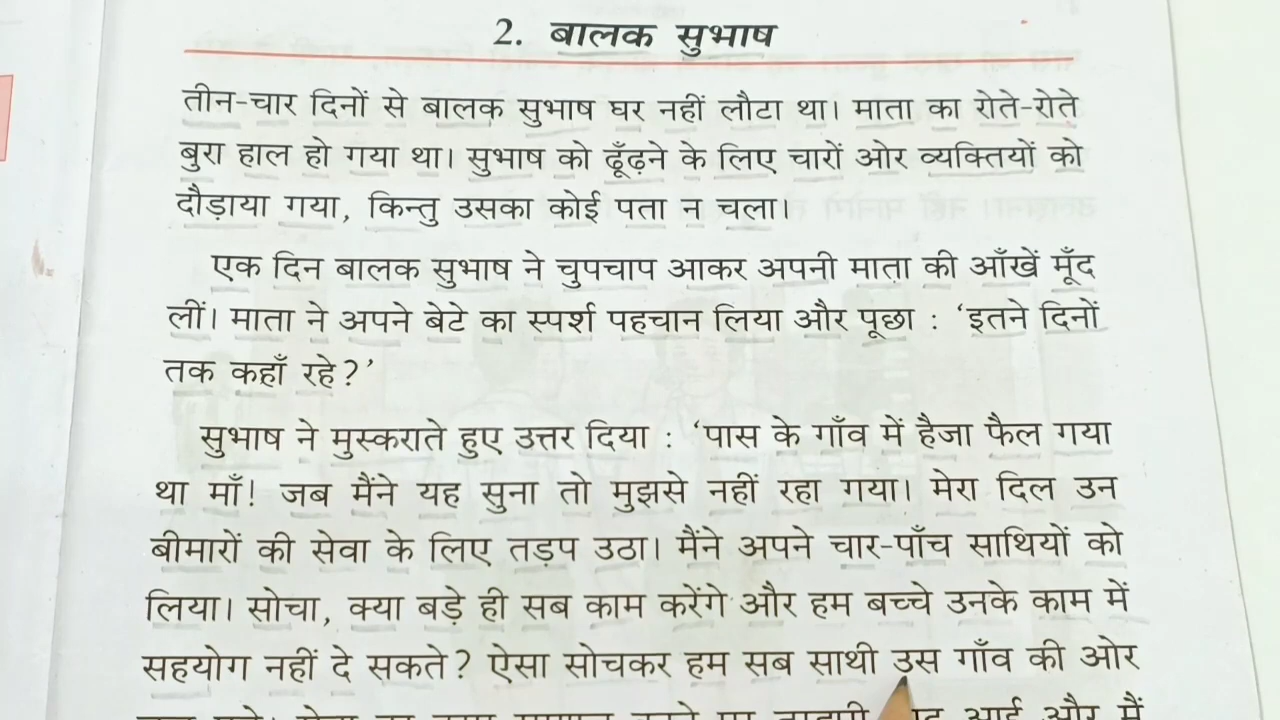 2. बालक सुभाष
तीन-चार दिनों से बालक सुभाष घर नहीं लौटा था। माता का रोते-रोते
बुरा हाल हो गया था। सुभाष को ढूँढ़ने के लिए चारों ओर व्यक्तियों को
दौड़ाया गया, किन्तु उसका कोई पता न चला।
एक दिन बालक सुभाष ने चुपचाप आकर अपनी माता की आँखें मूँद
लीं। माता ने अपने बेटे का स्पर्श पहचान लिया और पूछा : ‘इतने दिनों
तक कहाँ रहे?’
सुभाष ने मुस्कराते हुए उत्तर दिया : ‘पास के गाँव में हैजा फैल गया
था माँ! जब मैंने यह सुना तो मुझसे नहीं रहा गया। मेरा दिल उन
बीमारों की सेवा के लिए तड़प उठा। मैंने अपने चार-पाँच साथियों को
लिया। सोचा, क्या बड़े ही सब काम करेंगे और हम बच्चे उनके काम में
सहयोग नहीं दे सकते? ऐसा सोचकर हम सब साथी उस गाँव की ओर
आई और मैं